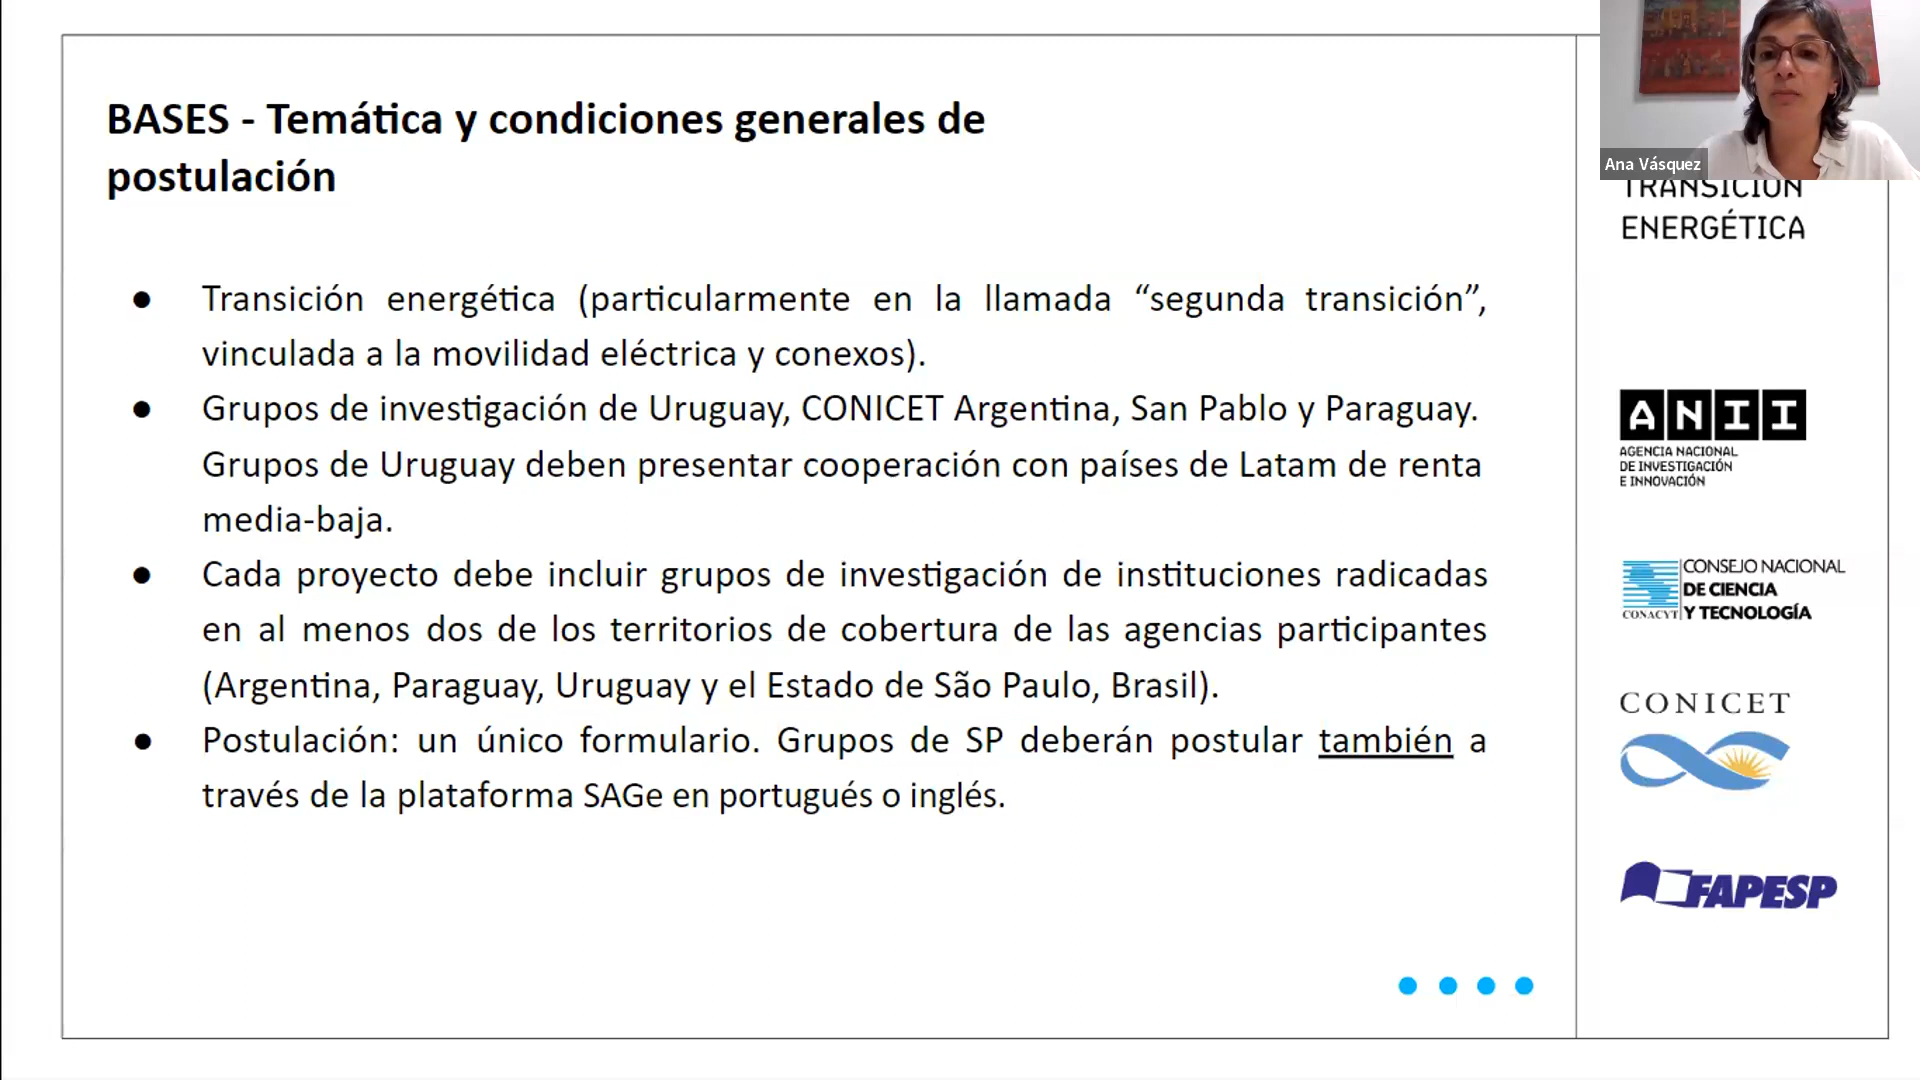 BASES - Temática y condiciones generales de
postulación
● Transición energética (particularmente en la llamada “segunda transición”,
vinculada a la movilidad eléctrica y conexos).
● Grupos de investigación de Uruguay, CONICET Argentina, San Pablo y Paraguay.
Grupos de Uruguay deben presentar cooperación con países de Latam de renta
media-baja.
● Cada proyecto debe incluir grupos de investigación de instituciones radicadas
en al menos dos de los territorios de cobertura de las agencias participantes
(Argentina, Paraguay, Uruguay y el Estado de São Paulo, Brasil).
● Postulación: un único formulario. Grupos de SP deberán postular también a
través de la plataforma SAGe en portugués o inglés.
Ana Vásquez
TRANSICIÓN
ENERGÉTICA
ANII
AGENCIA NACIONAL
DE INVESTIGACIÓN
E INNOVACIÓN
CONACYT
CONSEJO NACIONAL
DE CIENCIA
Y TECNOLOGÍA
CONICET
FAPESP